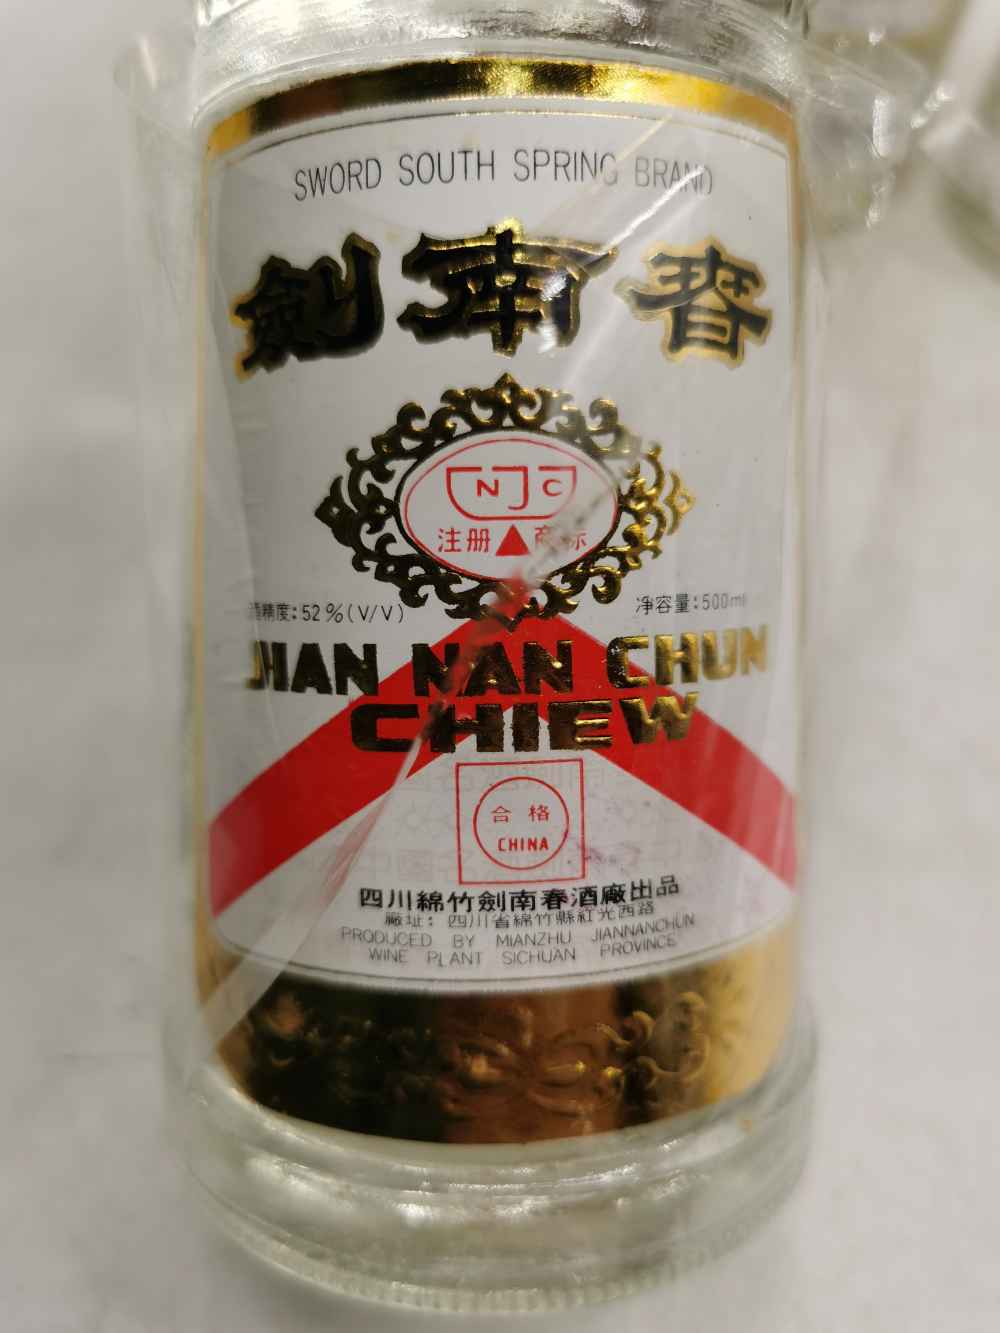 SWORD SOUTH SPRING BRAND
劍南春
NJC
注册 商标
酒精度:52%(V/V)
净容量:500ml
JIAN NAN CHUN
CHIEW
合格
CHINA
四川綿竹劍南春酒廠出品
廠址:四川省綿竹縣紅光西路
PRODUCED BY MIANZHU JIANNANCHUN
WINE PLANT SICHUAN PROVINCE